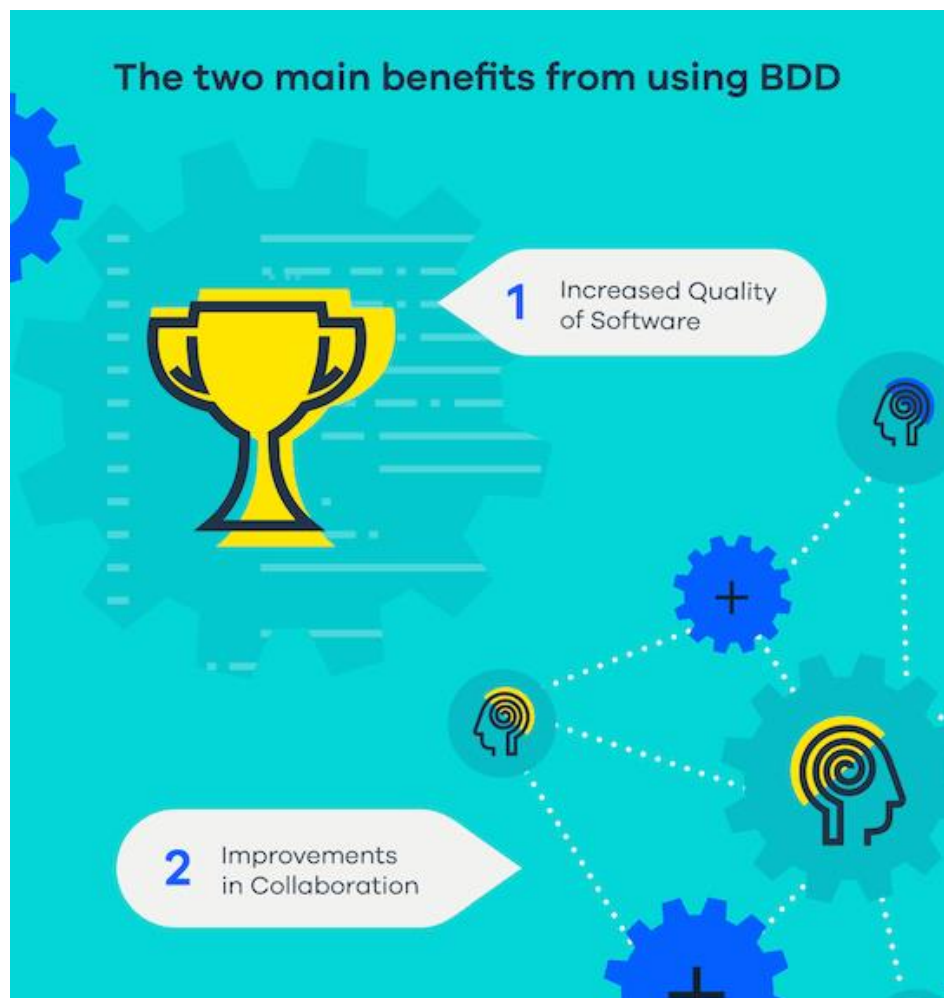 The two main benefits from using BDD
1
Increased Quality
of Software
2
Improvements
in Collaboration